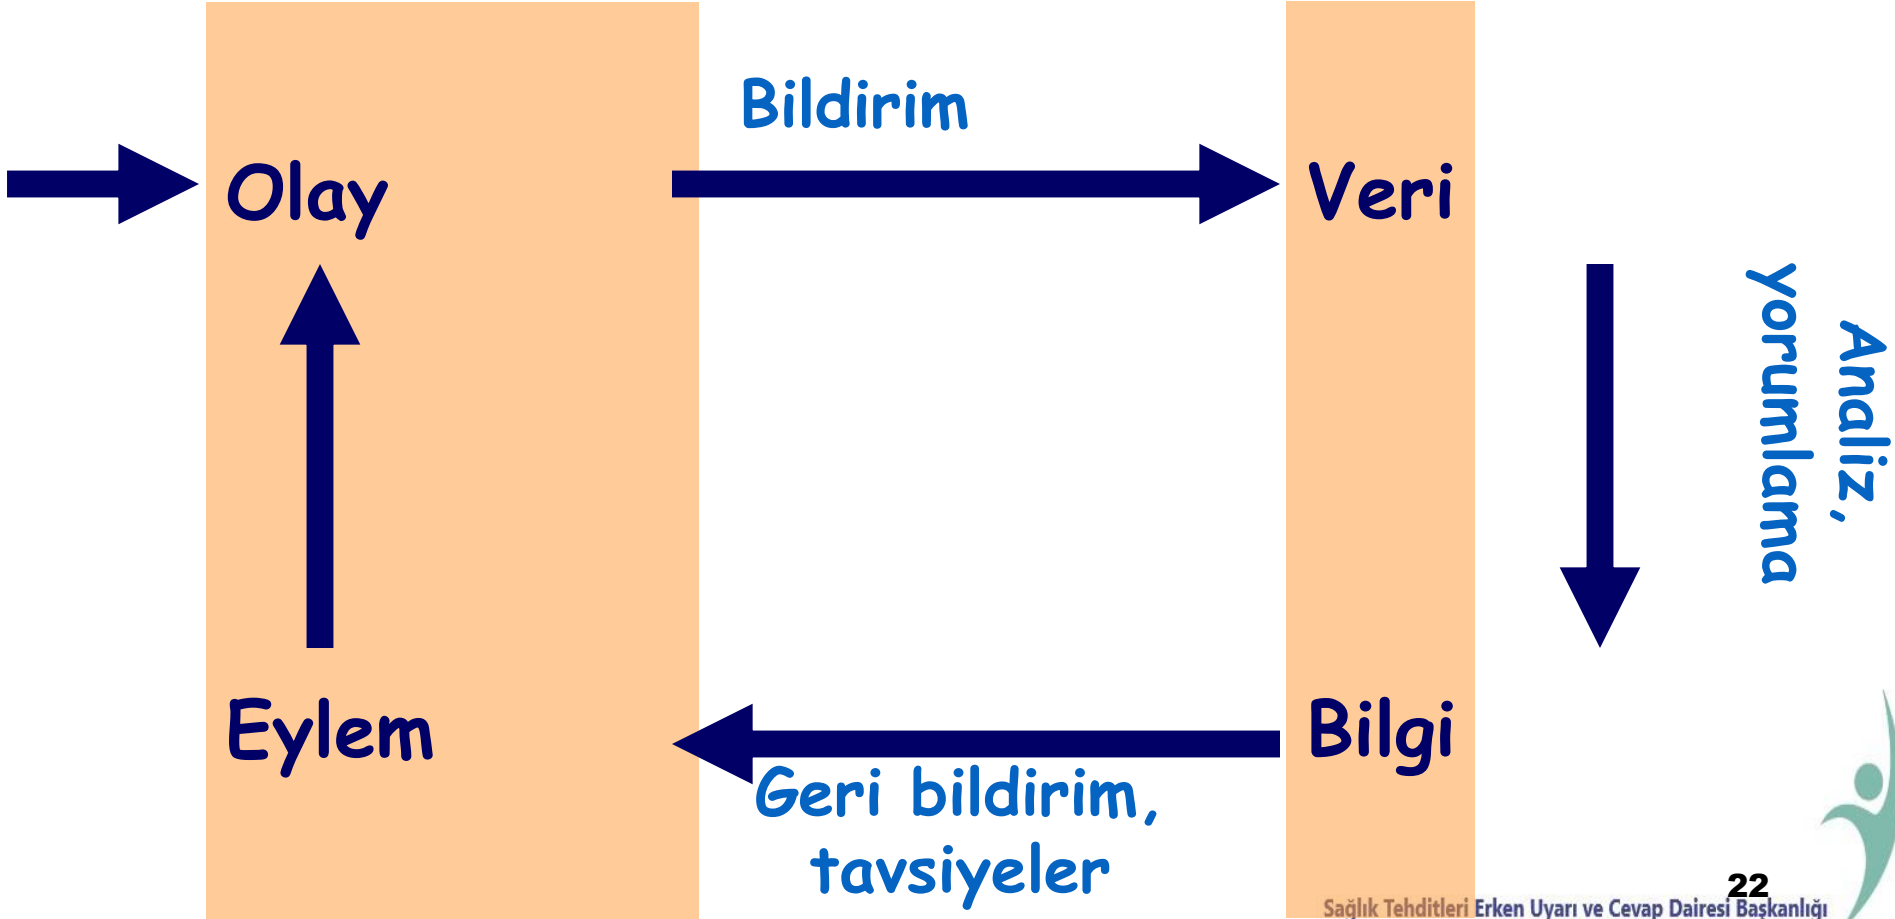 Bildirim
Olay
Veri
Analiz,
yorumlama
Eylem
Bilgi
Geri bildirim,
tavsiyeler
22
Sağlık Tehditleri Erken Uyarı ve Cevap Dairesi Başkanlığı